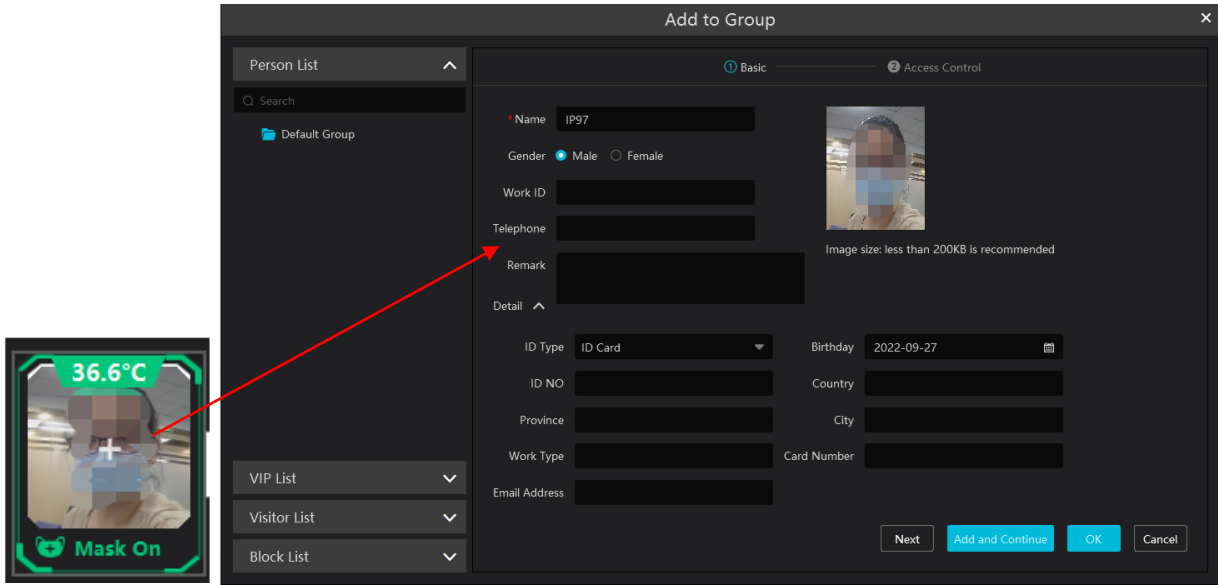 Add to Group
Person List
Search
Default Group
VIP List
Visitor List
Block List
1 Basic
2 Access Control
* Name IP97
Gender Male Female
Work ID
Telephone
Remark
Image size: less than 200KB is recommended
Detail
ID Type ID Card Birthday 2022-09-27
ID NO Country
Province City
Work Type Card Number
Email Address
Next Add and Continue OK Cancel
36.6°C
Mask On